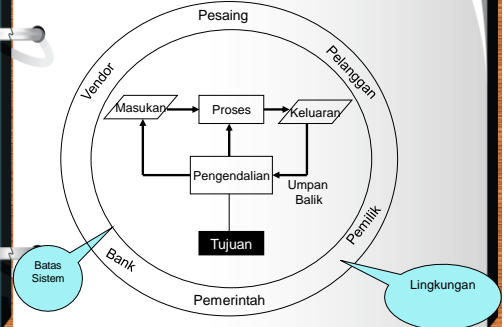 Pesaing
Vendor
Pelanggan
Masukan
Proses
Keluaran
Pengendalian
Umpan
Balik
Tujuan
Batas
Sistem
Bank
Pemilik
Lingkungan
Pemerintah